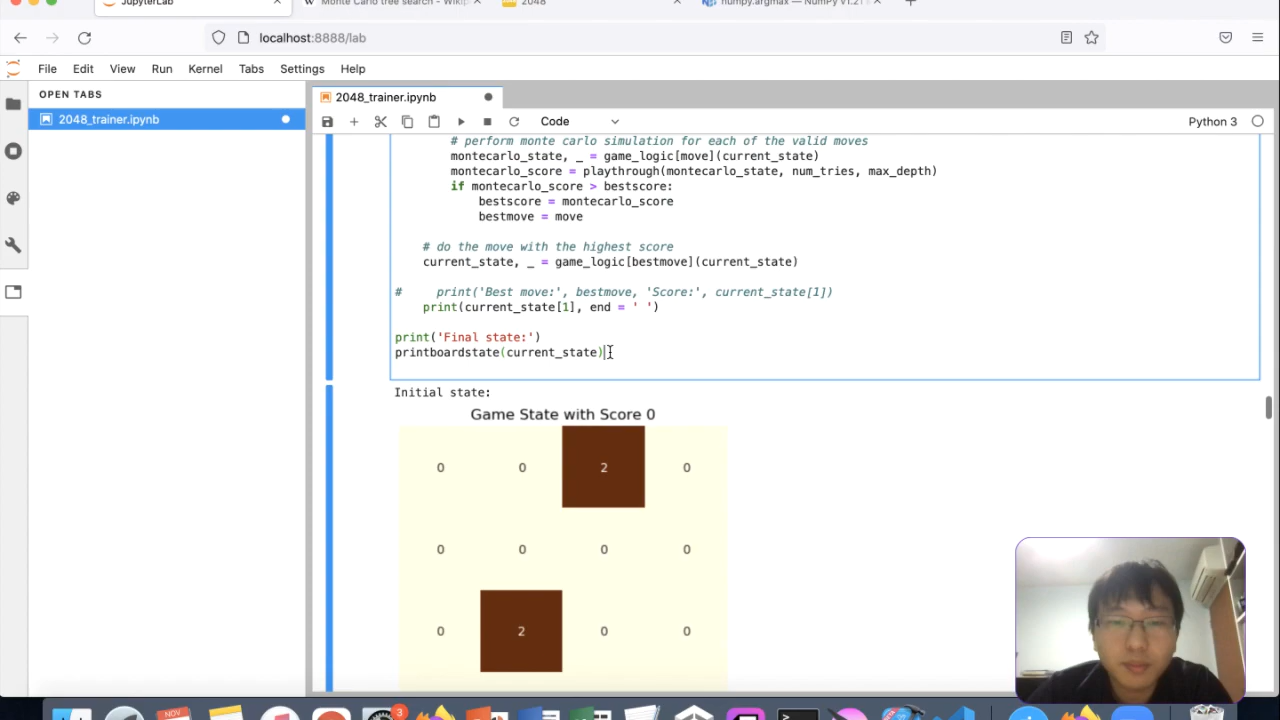 JupyterLab
Monte Carlo tree search - Wikip
2048
numpy.argmax — NumPy v1.21
localhost:8888/lab
File Edit View Run Kernel Tabs Settings Help
OPEN TABS
2048_trainer.ipynb
2048_trainer.ipynb
Code
Python 3
# perform monte carlo simulation for each of the valid moves
montecarlo_state, _ = game_logic[move](current_state)
montecarlo_score = playthrough(montecarlo_state, num_tries, max_depth)
if montecarlo_score > bestscore:
bestscore = montecarlo_score
bestmove = move
# do the move with the highest score
current_state, _ = game_logic[bestmove](current_state)
# print('Best move:', bestmove, 'Score:', current_state[1])
print(current_state[1], end = ' ')
print('Final state:')
printboardstate(current_state)
Initial state:
Game State with Score 0
0 0 2 0
0 0 0 0
0 2 0 0
NOV
3